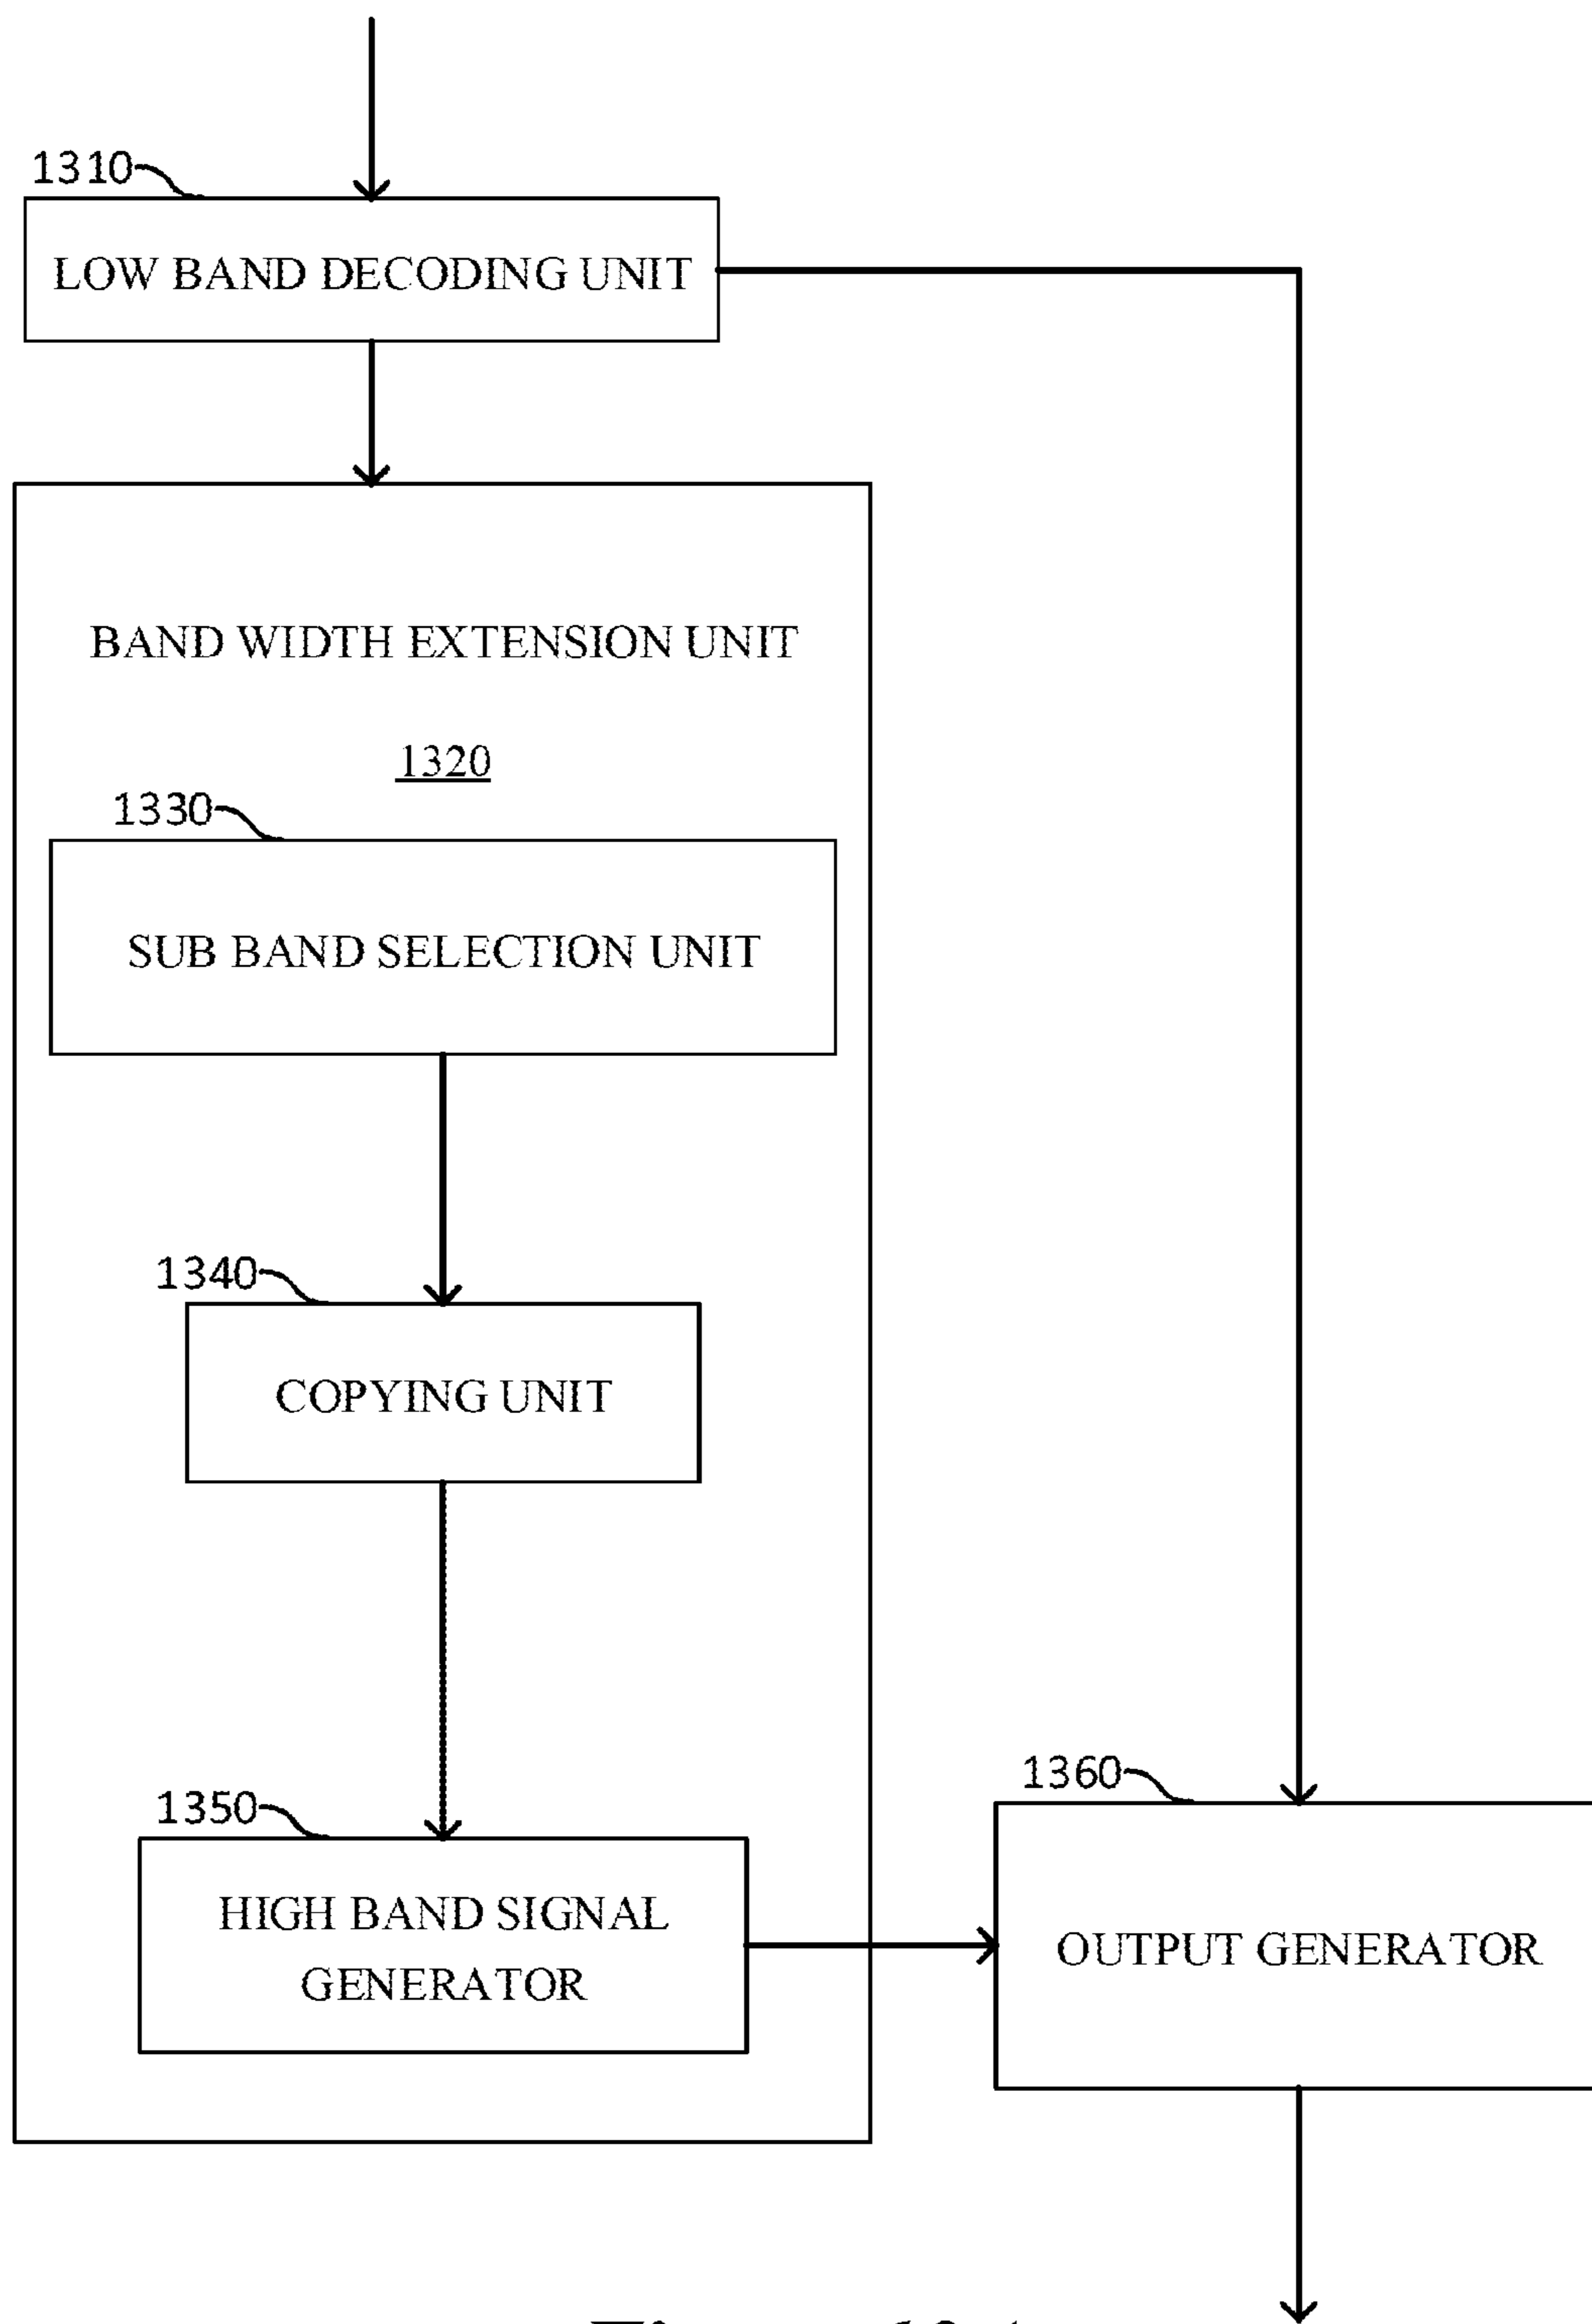 1310
LOW BAND DECODING UNIT
BAND WIDTH EXTENSION UNIT
1320
1330
SUB BAND SELECTION UNIT
1340
COPYING UNIT
1350
HIGH BAND SIGNAL
GENERATOR
1360
OUTPUT GENERATOR